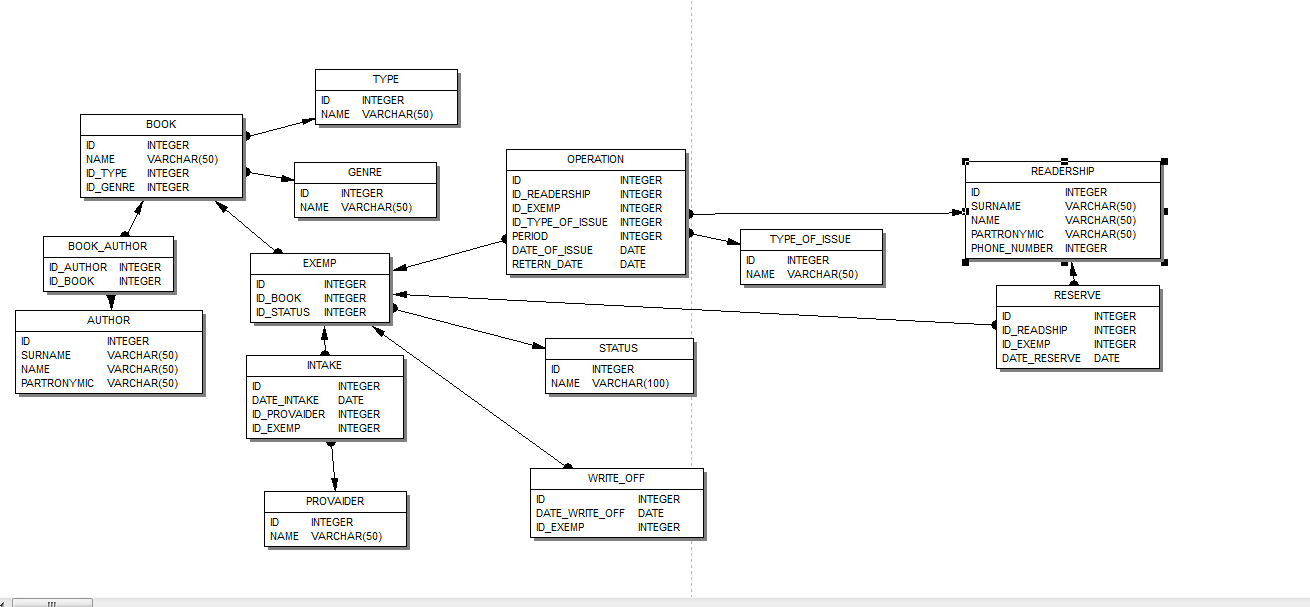 TYPE
ID INTEGER
NAME VARCHAR(50)
BOOK
ID INTEGER
NAME VARCHAR(50)
ID_TYPE INTEGER
ID_GENRE INTEGER
GENRE
ID INTEGER
NAME VARCHAR(50)
OPERATION
ID INTEGER
ID_READERSHIP INTEGER
ID_EXEMP INTEGER
ID_TYPE_OF_ISSUE INTEGER
PERIOD INTEGER
DATE_OF_ISSUE DATE
RETERN_DATE DATE
READERSHIP
ID INTEGER
SURNAME VARCHAR(50)
NAME VARCHAR(50)
PARTRONYMIC VARCHAR(50)
PHONE_NUMBER INTEGER
BOOK_AUTHOR
ID_AUTHOR INTEGER
ID_BOOK INTEGER
TYPE_OF_ISSUE
ID INTEGER
NAME VARCHAR(50)
EXEMP
ID INTEGER
ID_BOOK INTEGER
ID_STATUS INTEGER
RESERVE
ID INTEGER
ID_READSHIP INTEGER
ID_EXEMP INTEGER
DATE_RESERVE DATE
AUTHOR
ID INTEGER
SURNAME VARCHAR(50)
NAME VARCHAR(50)
PARTRONYMIC VARCHAR(50)
STATUS
ID INTEGER
NAME VARCHAR(100)
INTAKE
ID INTEGER
DATE_INTAKE DATE
ID_PROVAIDER INTEGER
ID_EXEMP INTEGER
WRITE_OFF
ID INTEGER
DATE_WRITE_OFF DATE
ID_EXEMP INTEGER
PROVAIDER
ID INTEGER
NAME VARCHAR(50)